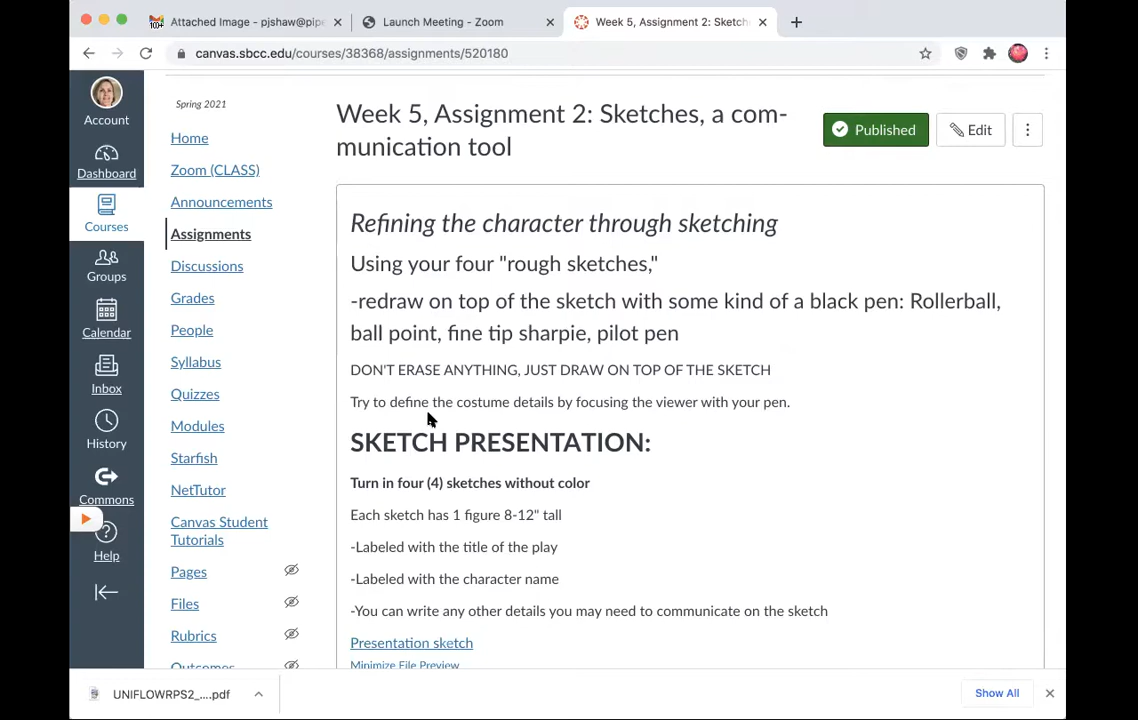 100+
Attached Image - pjshaw@pipe
Launch Meeting - Zoom
Week 5, Assignment 2: Sketch
canvas.sbcc.edu/courses/38368/assignments/520180
Account
Dashboard
Courses
Groups
Calendar
Inbox
History
Commons
Help
Spring 2021
Home
Zoom (CLASS)
Announcements
Assignments
Discussions
Grades
People
Syllabus
Quizzes
Modules
Starfish
NetTutor
Canvas Student
Tutorials
Pages
Files
Rubrics
Outcomes
Week 5, Assignment 2: Sketches, a com-
munication tool
Published
Edit
Refining the character through sketching
Using your four "rough sketches,"
-redraw on top of the sketch with some kind of a black pen: Rollerball,
ball point, fine tip sharpie, pilot pen
DON'T ERASE ANYTHING, JUST DRAW ON TOP OF THE SKETCH
Try to define the costume details by focusing the viewer with your pen.
SKETCH PRESENTATION:
Turn in four (4) sketches without color
Each sketch has 1 figure 8-12" tall
-Labeled with the title of the play
-Labeled with the character name
-You can write any other details you may need to communicate on the sketch
Presentation sketch
Minimize File Preview
UNIFLOWRPS2_....pdf
Show All